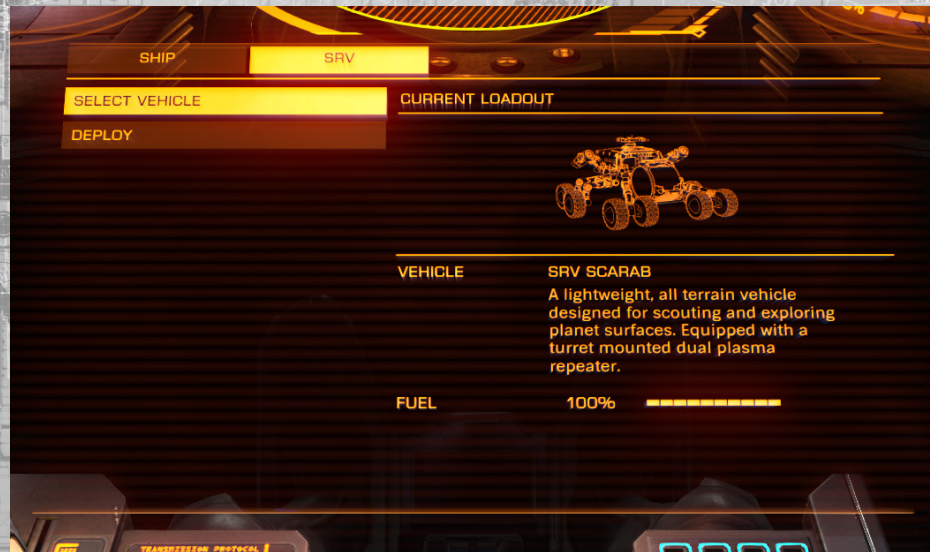 SHIP SRV
SELECT VEHICLE
CURRENT LOADOUT
DEPLOY
VEHICLE SRV SCARAB
A lightweight, all terrain vehicle
designed for scouting and exploring
planet surfaces. Equipped with a
turret mounted dual plasma
repeater.
FUEL 100%
TRANSMISSION PROTOCOL